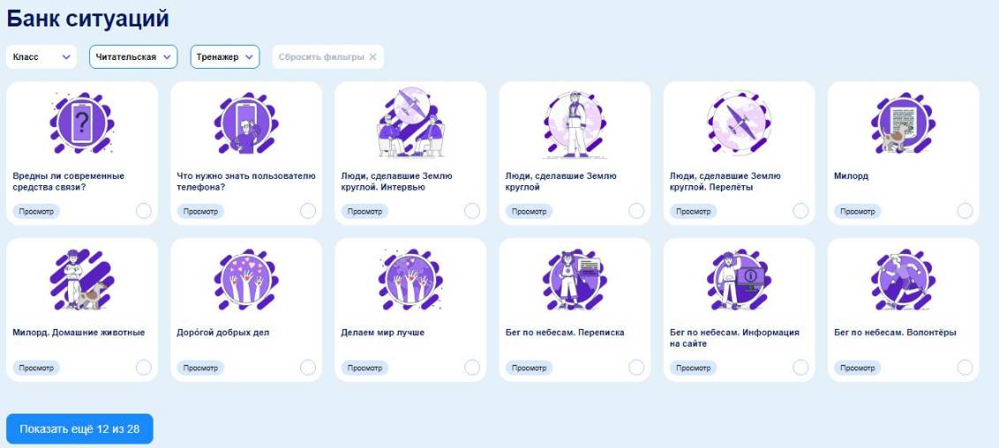 Банк ситуаций
Класс
Читательская
Тренажер
Сбросить фильтры ✕
?
Вредны ли современные
средства связи?
Просмотр
Что нужно знать пользователю
телефона?
Просмотр
Люди, сделавшие Землю
круглой. Интервью
Просмотр
Люди, сделавшие Землю
круглой
Просмотр
Люди, сделавшие Землю
круглой. Перелёты
Просмотр
Милорд
Просмотр
Милорд. Домашние животные
Просмотр
Доро́гой добрых дел
Просмотр
Делаем мир лучше
Просмотр
Бег по небесам. Переписка
Просмотр
Бег по небесам. Информация
на сайте
Просмотр
Бег по небесам. Волонтёры
Просмотр
Показать ещё 12 из 28